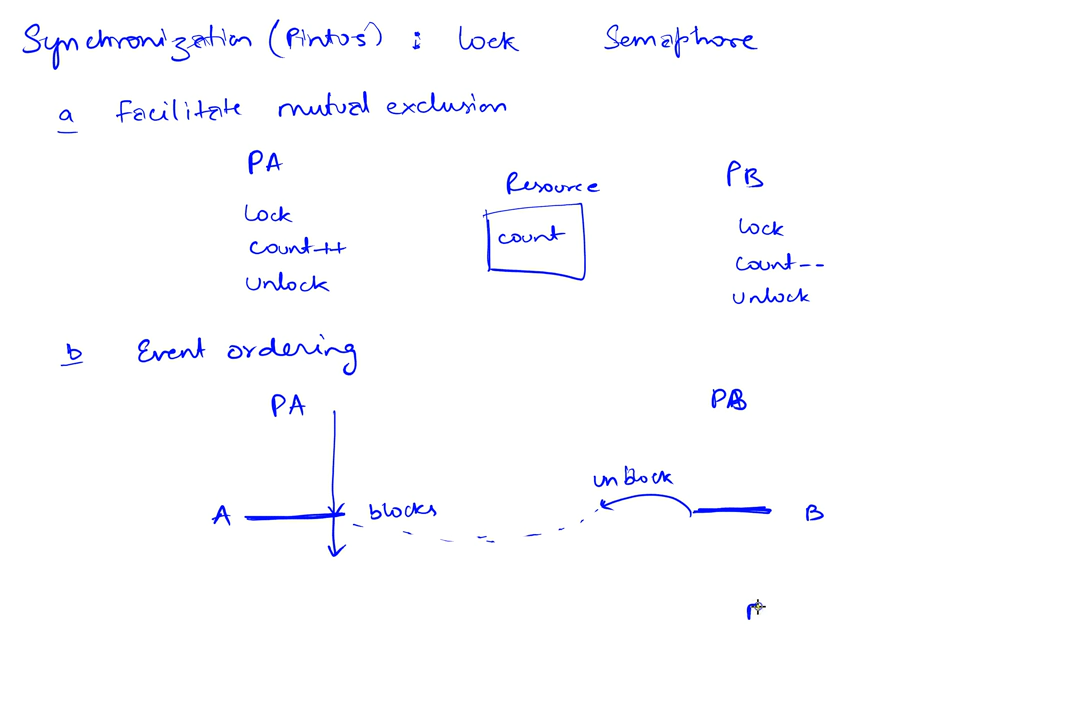 Synchronization (Pintos) : lock Semaphore
a Facilitate mutual exclusion
PA Resource PB
lock count lock
count++ count--
unlock unlock
b Event ordering
PA PB
unblock
A blocks B